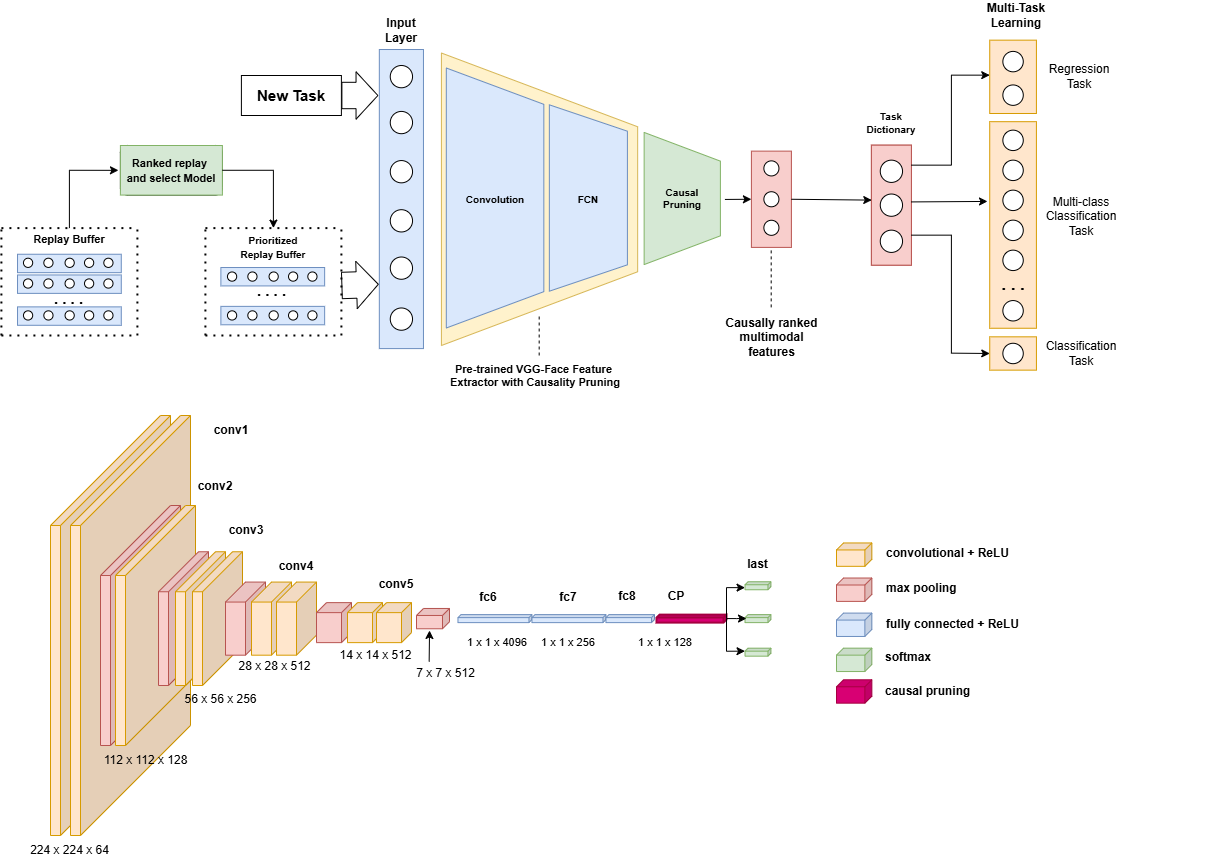 Multi-Task
Learning
Input
Layer
New Task
Regression
Task
Task
Dictionary
Ranked replay
and select Model
Convolution
FCN
Causal
Pruning
Multi-class
Classification
Task
Replay Buffer
. . . .
Prioritized
Replay Buffer
. . . .
. . .
Causally ranked
multimodal
features
Classification
Task
Pre-trained VGG-Face Feature
Extractor with Causality Pruning
conv1
conv2
conv3
conv4
conv5
fc6
fc7
fc8
CP
last
1 x 1 x 4096
1 x 1 x 256
1 x 1 x 128
14 x 14 x 512
28 x 28 x 512
7 x 7 x 512
56 x 56 x 256
112 x 112 x 128
224 x 224 x 64
convolutional + ReLU
max pooling
fully connected + ReLU
softmax
causal pruning